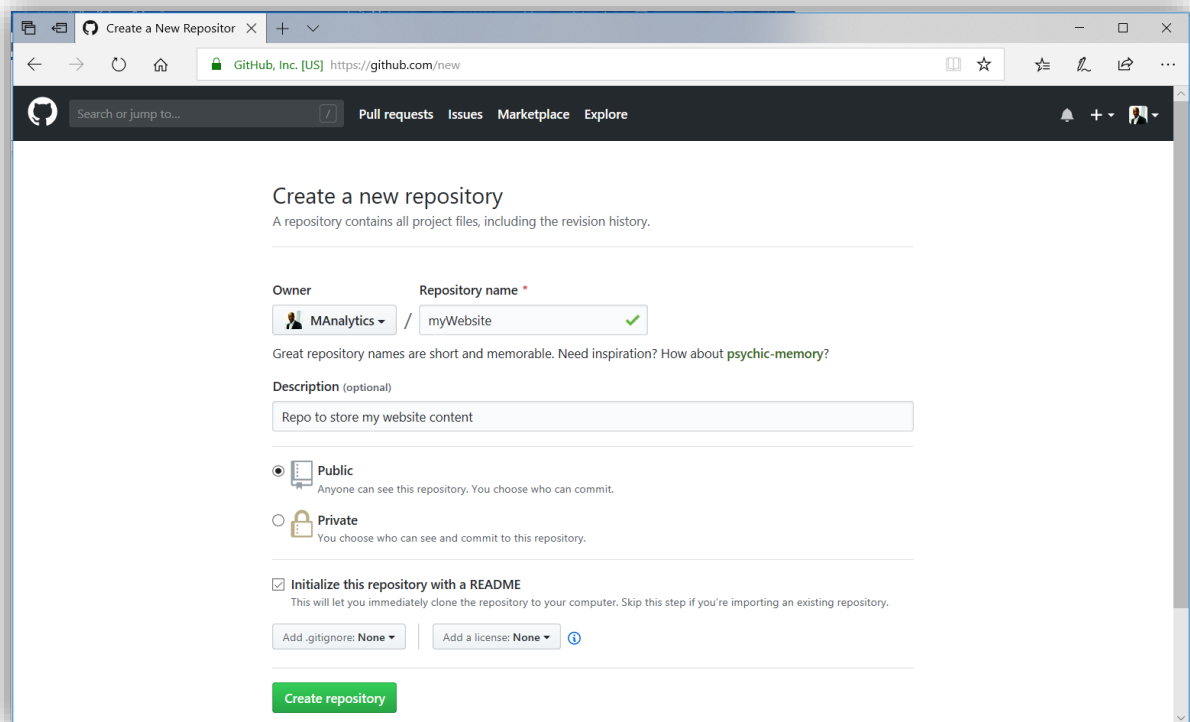 Create a New Repositor
GitHub, Inc. [US] https://github.com/new
Search or jump to... /
Pull requests Issues Marketplace Explore
Create a new repository
A repository contains all project files, including the revision history.
Owner Repository name *
MAnalytics / myWebsite
Great repository names are short and memorable. Need inspiration? How about psychic-memory?
Description (optional)
Repo to store my website content
Public
Anyone can see this repository. You choose who can commit.
Private
You choose who can see and commit to this repository.
Initialize this repository with a README
This will let you immediately clone the repository to your computer. Skip this step if you’re importing an existing repository.
Add .gitignore: None Add a license: None
Create repository